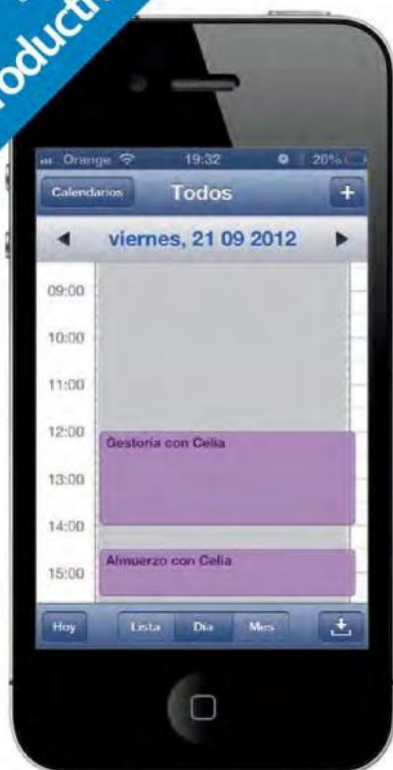 Orange 19:32 20%
Calendarios Todos +
viernes, 21 09 2012
09:00
10:00
11:00
12:00
Gestoría con Celia
13:00
14:00
Almuerzo con Celia
15:00
Hoy Lista Día Mes